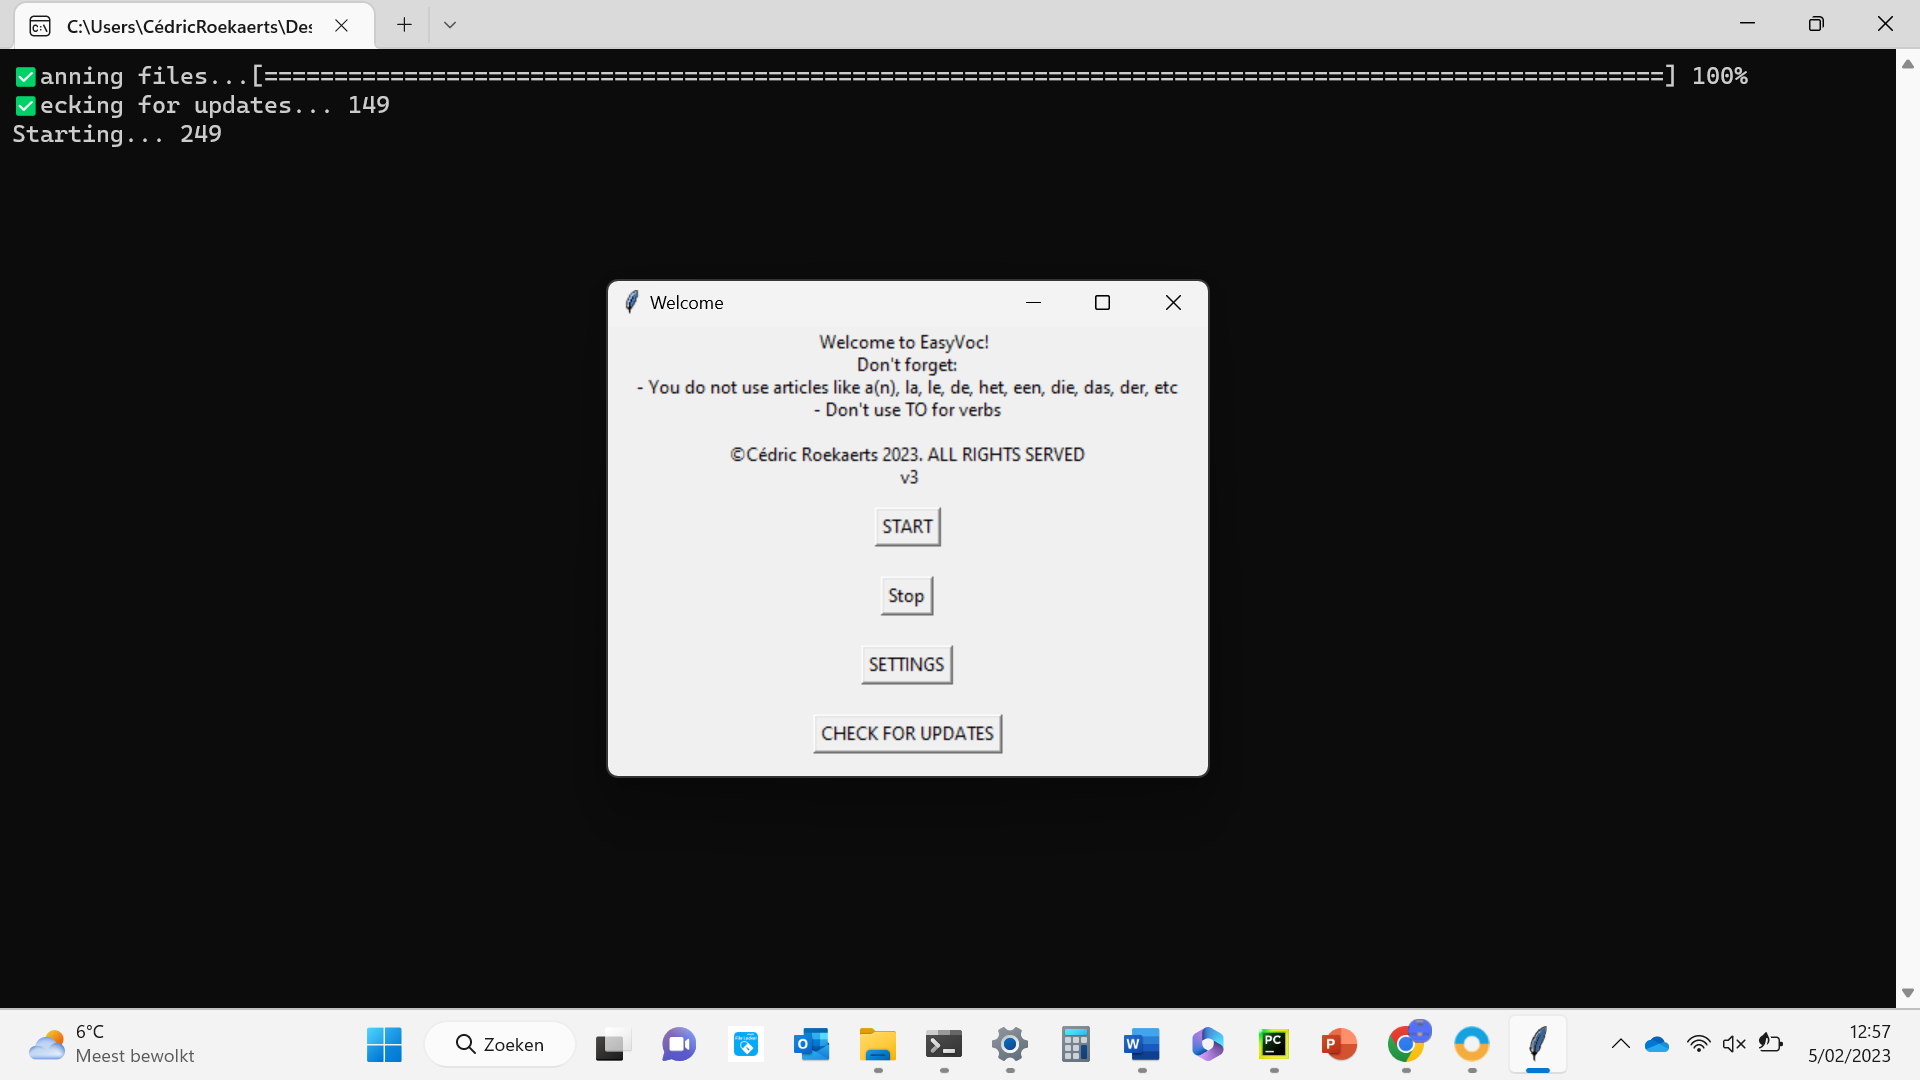 C:\Users\CédricRoekaerts\Des
anning files...[====================================================================================================] 100%
ecking for updates... 149
Starting... 249
Welcome
Welcome to EasyVoc!
Don't forget:
- You do not use articles like a(n), la, le, de, het, een, die, das, der, etc
- Don't use TO for verbs
©Cédric Roekaerts 2023. ALL RIGHTS SERVED
v3
START
Stop
SETTINGS
CHECK FOR UPDATES
6°C
Meest bewolkt
Zoeken
12:57
5/02/2023